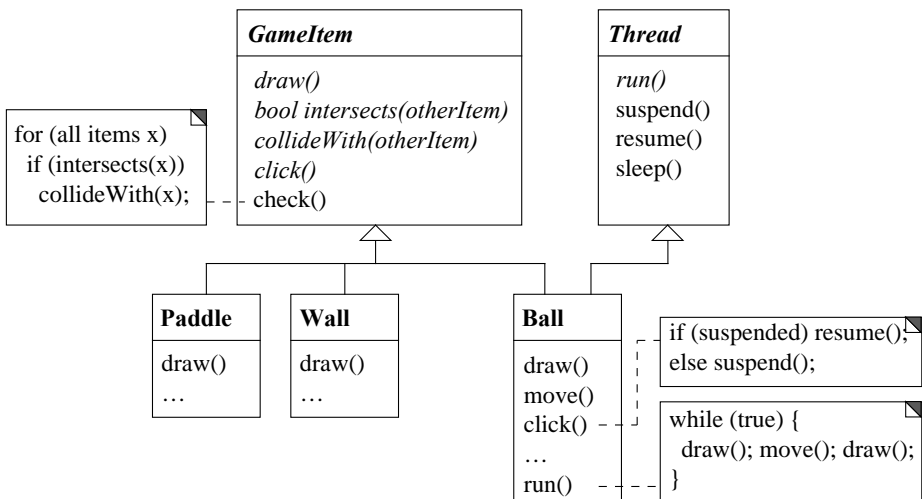 GameItem
draw()
bool intersects(otherItem)
collideWith(otherItem)
click()
check()
Thread
run()
suspend()
resume()
sleep()
for (all items x)
if (intersects(x))
collideWith(x);
Paddle
draw()
…
Wall
draw()
…
Ball
draw()
move()
click()
…
run()
if (suspended) resume();
else suspend();
while (true) {
draw(); move(); draw();
}